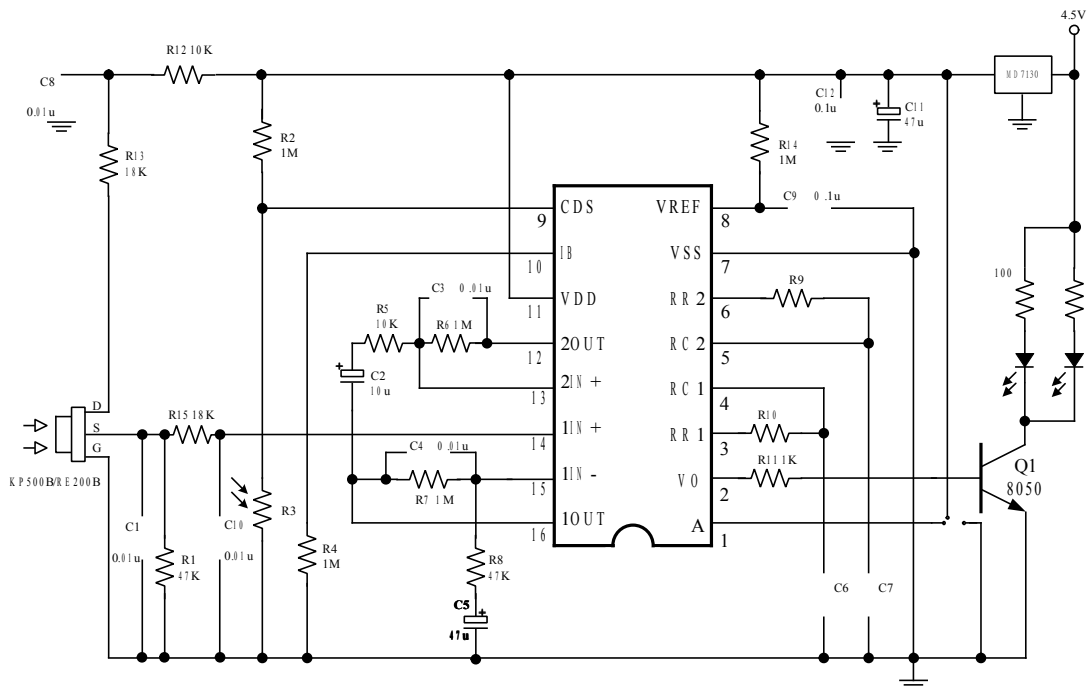 4.5V
R12 10K
C8
0.01u
MD7130
C12
0.1u
C11
47u
R2
1M
R13
18K
R14
1M
C9 0.1u
CDS
VREF
9
8
IB
VSS
10
7
C3 0.01u
VDD
RR2
R9
11
6
100
R5
10K
R6 1M
2OUT
RC2
12
5
C2
10u
2IN+
RC1
13
4
D
S
G
R15 18K
1IN+
RR1
R10
14
3
C4 0.01u
R7 1M
1IN-
VO
R11 1K
15
2
Q1
8050
KP500B/RE200B
1OUT
A
16
1
C1
0.01u
R1
47K
C10
0.01u
R3
R4
1M
R8
47K
C6
C7
C5
47u